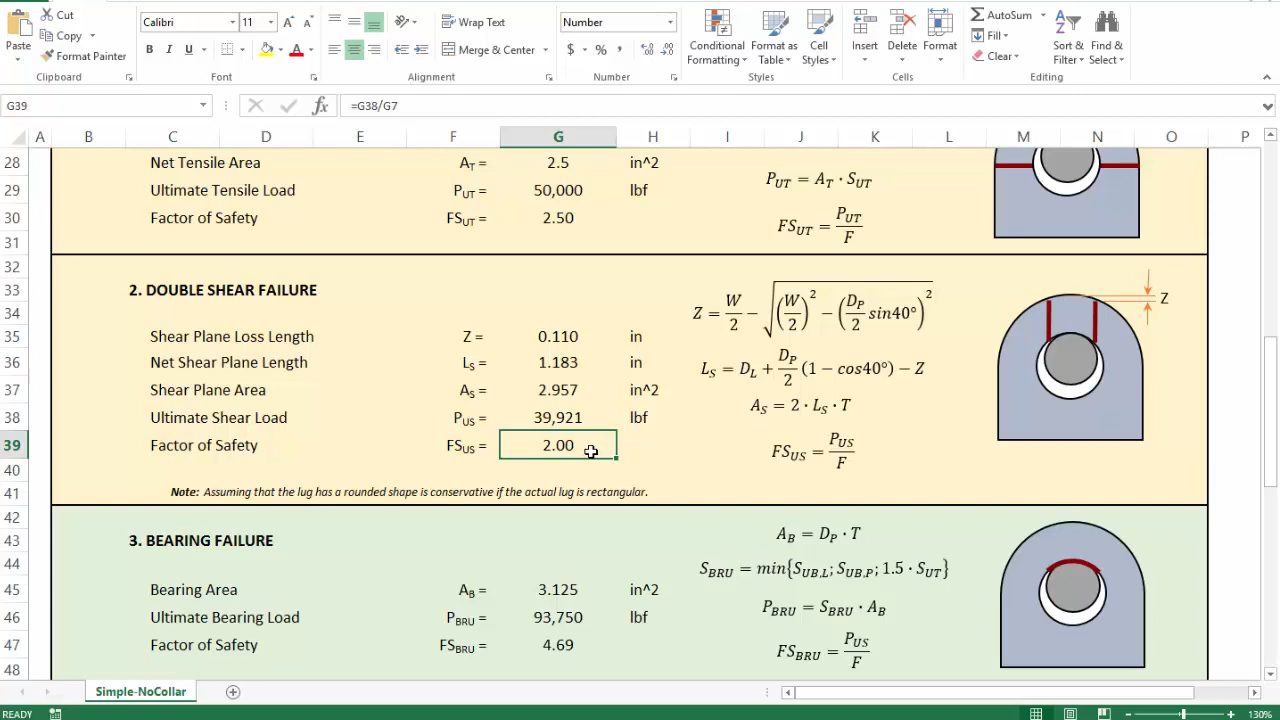 Cut
Copy
Format Painter
Paste
Clipboard
Calibri 11
B I U
Font
Wrap Text
Merge & Center
Alignment
Number
$ % ,
Number
Conditional Formatting
Format as Table
Cell Styles
Styles
Insert Delete Format
Cells
AutoSum
Fill
Clear
Sort & Filter
Find & Select
Editing
G39 fx =G38/G7
A B C D E F G H I J K L M N O P
28 Net Tensile Area A_T = 2.5 in^2
29 Ultimate Tensile Load P_UT = 50,000 lbf
P_UT = A_T · S_UT
30 Factor of Safety FS_UT = 2.50
FS_UT = P_UT / F
31
32
33 2. DOUBLE SHEAR FAILURE
Z
34
Z = W/2 − √((W/2)² − (D_P/2 sin40°)²)
35 Shear Plane Loss Length Z = 0.110 in
36 Net Shear Plane Length L_S = 1.183 in
L_S = D_L + D_P/2 (1 − cos40°) − Z
37 Shear Plane Area A_S = 2.957 in^2
A_S = 2 · L_S · T
38 Ultimate Shear Load P_US = 39,921 lbf
39 Factor of Safety FS_US = 2.00
FS_US = P_US / F
40
41 Note: Assuming that the lug has a rounded shape is conservative if the actual lug is rectangular.
42
43 3. BEARING FAILURE
A_B = D_P · T
44
S_BRU = min{S_UB,L; S_UB,P; 1.5 · S_UT}
45 Bearing Area A_B = 3.125 in^2
46 Ultimate Bearing Load P_BRU = 93,750 lbf
P_BRU = S_BRU · A_B
47 Factor of Safety FS_BRU = 4.69
FS_BRU = P_US / F
48
Simple-NoCollar
READY
130%